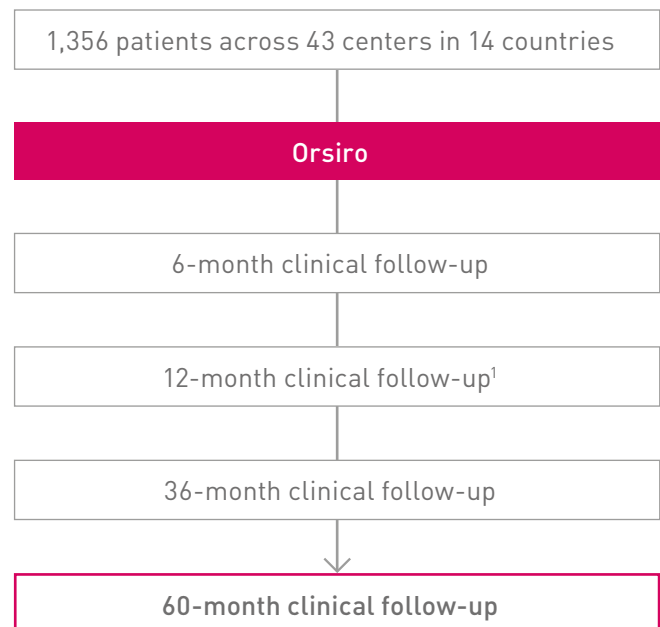 1,356 patients across 43 centers in 14 countries
Orsiro
6-month clinical follow-up
12-month clinical follow-up¹
36-month clinical follow-up
60-month clinical follow-up